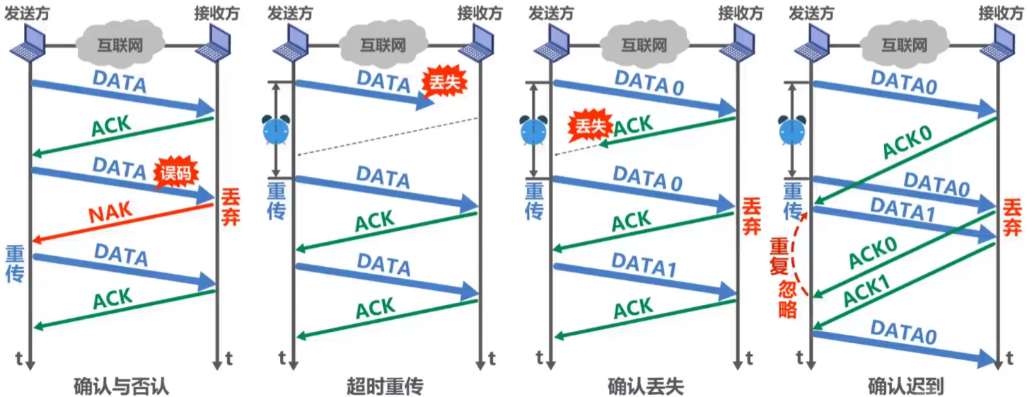 发送方
接收方
互联网
DATA
ACK
DATA
误码
丢弃
NAK
重传
DATA
ACK
t
t
确认与否认
发送方
接收方
互联网
DATA
丢失
重传
DATA
ACK
DATA
ACK
t
t
超时重传
发送方
接收方
互联网
DATA0
丢失
ACK
重传
DATA0
丢弃
ACK
DATA1
ACK
t
t
确认丢失
发送方
接收方
互联网
DATA0
ACK0
重传
DATA0
DATA1
丢弃
重复
忽略
ACK0
ACK1
DATA0
t
t
确认迟到